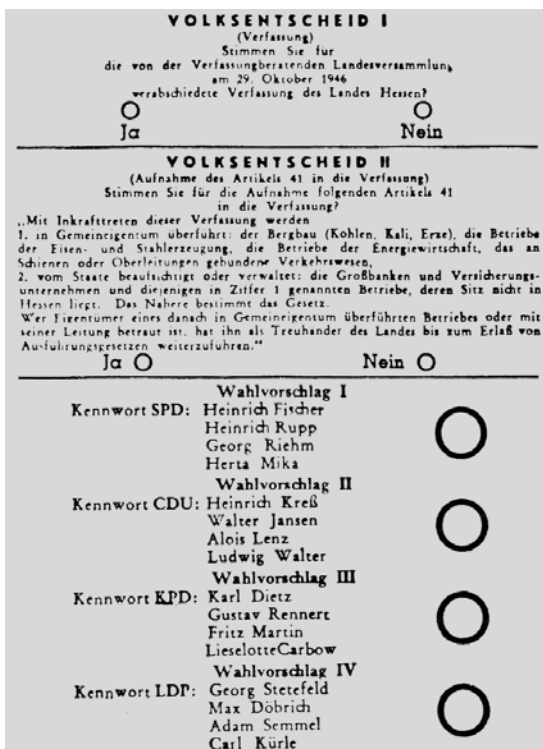 VOLKSENTSCHEID I
(Verfassung)
Stimmen Sie fur
die von der Verfassungberatenden Landesversammlung
am 29. Oktober 1946
verabschiedete Verfassung des Landes Hessen?
Ja Nein
VOLKSENTSCHEID II
(Aufnahme des Artikels 41 in die Verfassung)
Stimmen Sie für die Aufnahme folgenden Artikels 41
in die Verfassung?
„Mit Inkrafttreten dieser Verfassung werden
1. in Gemeineigentum überfuhrt: der Bergbau (Kohlen, Kali, Erze), die Betriebe
der Eisen- und Stahlerzeugung, die Betriebe der Energiewirtschaft, das an
Schienen oder Oberleitungen gebundene Verkehrswesen,
2. vom Staate beaufsichtigt oder verwaltet: die Großbanken und Versicherungs-
unternehmen und diejenigen in Ziffer 1 genannten Betriebe, deren Sitz nicht in
Hessen liegt. Das Nahere bestimmt das Gesetz.
Wer Eigentümer eines danach in Gemeineigentum überführten Betriebes oder mit
seiner Leitung betraut ist, hat ihn als Treuhander des Landes bis zum Erlaß von
Ausfuhrungsgesetzen weiterzufuhren.“
Ja Nein
Wahlvorschlag I
Kennwort SPD: Heinrich Fischer
Heinrich Rupp
Georg Riehm
Herta Mika
Wahlvorschlag II
Kennwort CDU: Heinrich Kreß
Walter Jansen
Alois Lenz
Ludwig Walter
Wahlvorschlag III
Kennwort KPD: Karl Dietz
Gustav Rennert
Fritz Martin
Lieselotte Carbow
Wahlvorschlag IV
Kennwort LDP: Georg Stetefeld
Max Döbrich
Adam Semmel
Carl Kürle